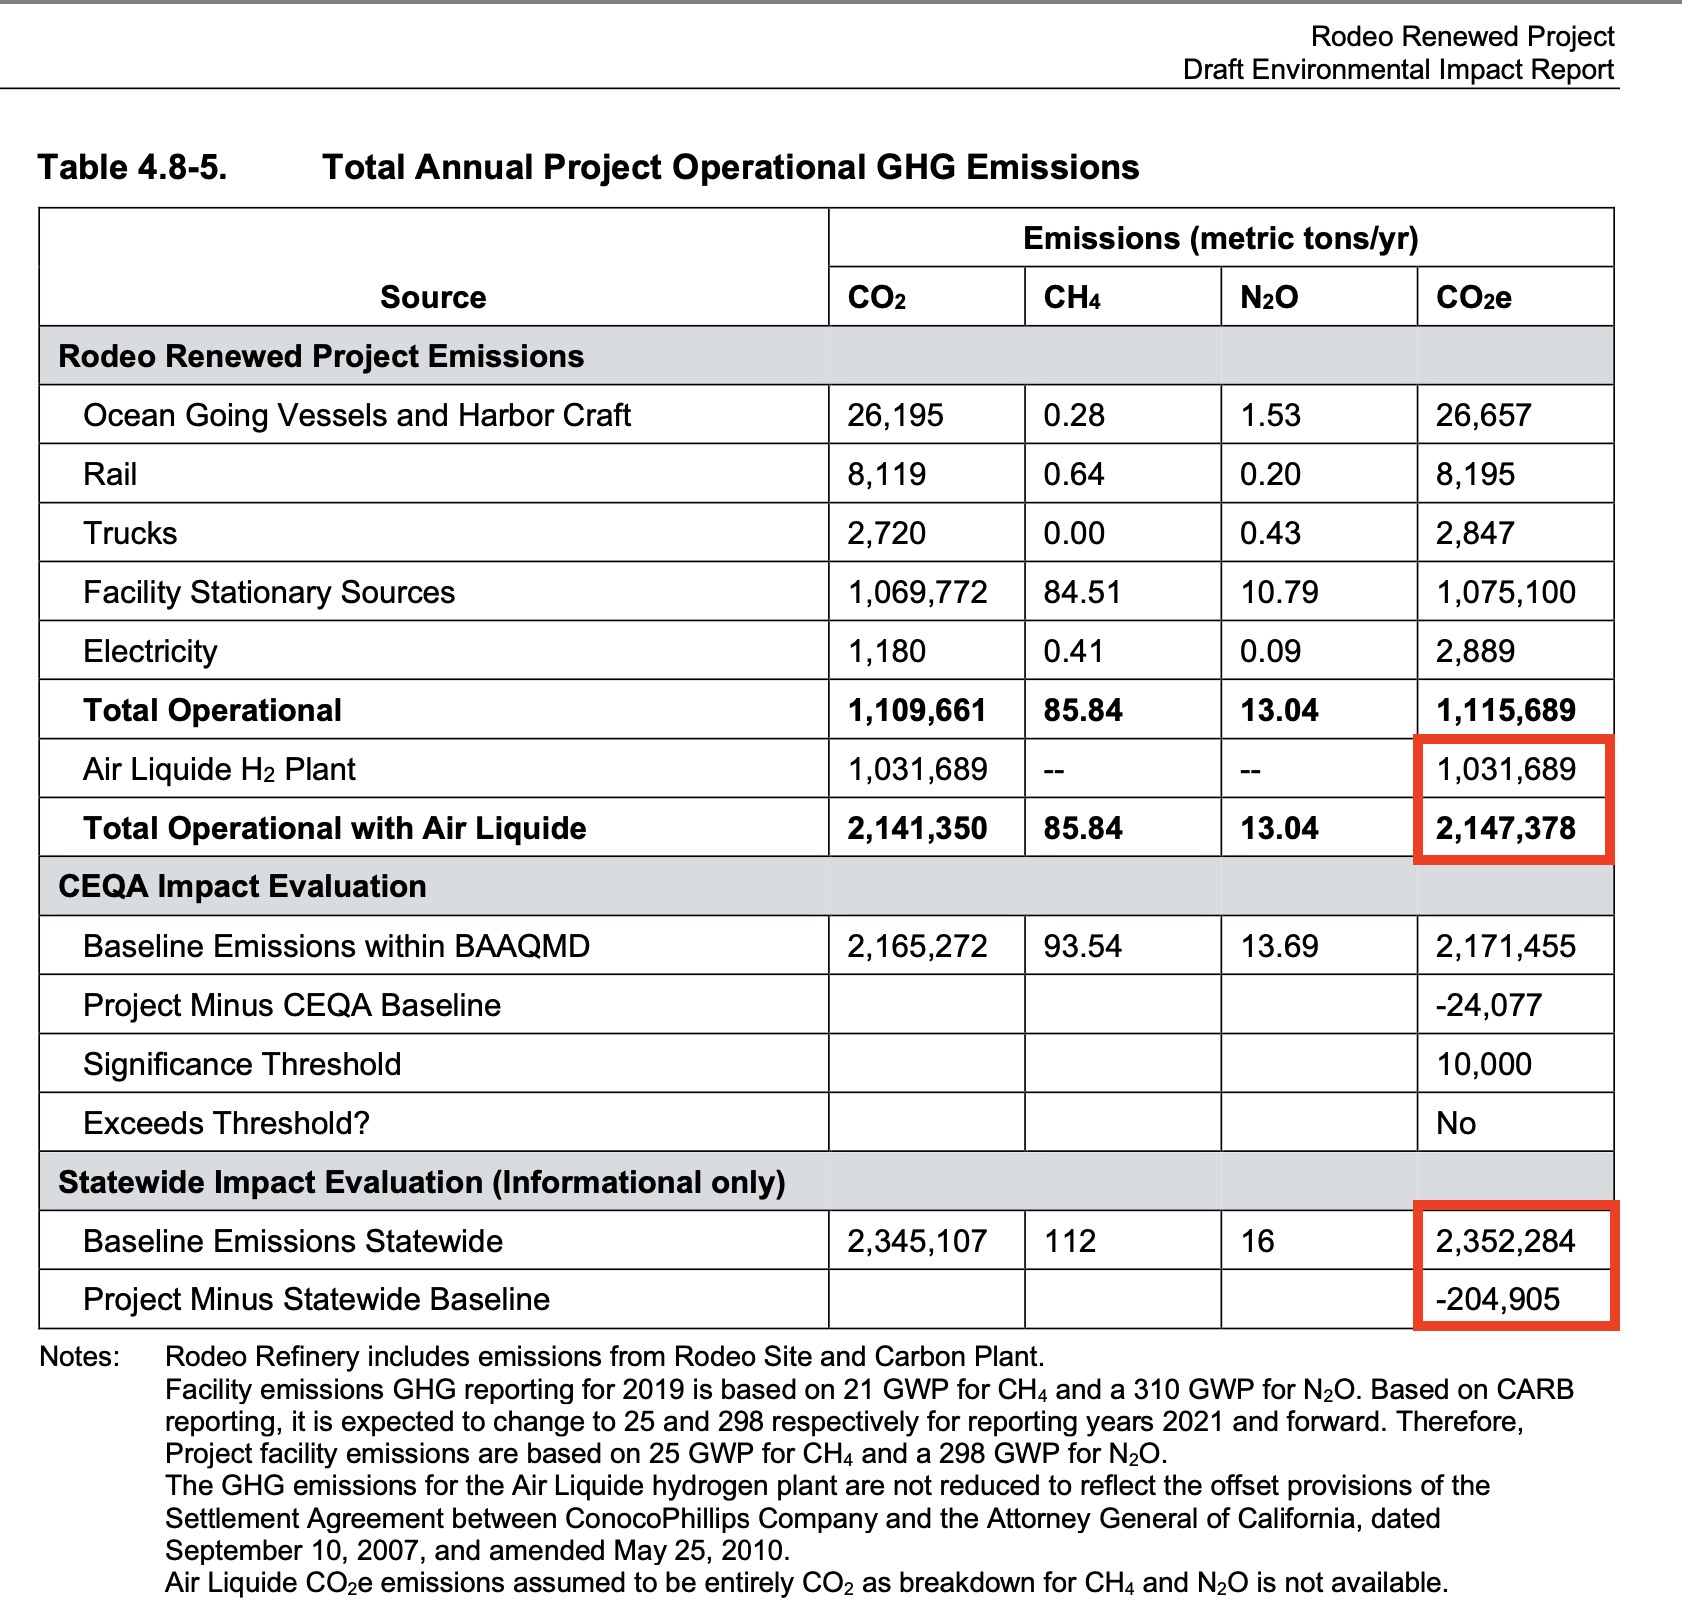 Rodeo Renewed Project
Draft Environmental Impact Report
Table 4.8-5. Total Annual Project Operational GHG Emissions
Emissions (metric tons/yr)
Source CO₂ CH₄ N₂O CO₂e
Rodeo Renewed Project Emissions
Ocean Going Vessels and Harbor Craft 26,195 0.28 1.53 26,657
Rail 8,119 0.64 0.20 8,195
Trucks 2,720 0.00 0.43 2,847
Facility Stationary Sources 1,069,772 84.51 10.79 1,075,100
Electricity 1,180 0.41 0.09 2,889
Total Operational 1,109,661 85.84 13.04 1,115,689
Air Liquide H₂ Plant 1,031,689 -- -- 1,031,689
Total Operational with Air Liquide 2,141,350 85.84 13.04 2,147,378
CEQA Impact Evaluation
Baseline Emissions within BAAQMD 2,165,272 93.54 13.69 2,171,455
Project Minus CEQA Baseline -24,077
Significance Threshold 10,000
Exceeds Threshold? No
Statewide Impact Evaluation (Informational only)
Baseline Emissions Statewide 2,345,107 112 16 2,352,284
Project Minus Statewide Baseline -204,905
Notes: Rodeo Refinery includes emissions from Rodeo Site and Carbon Plant.
Facility emissions GHG reporting for 2019 is based on 21 GWP for CH₄ and a 310 GWP for N₂O. Based on CARB
reporting, it is expected to change to 25 and 298 respectively for reporting years 2021 and forward. Therefore,
Project facility emissions are based on 25 GWP for CH₄ and a 298 GWP for N₂O.
The GHG emissions for the Air Liquide hydrogen plant are not reduced to reflect the offset provisions of the
Settlement Agreement between ConocoPhillips Company and the Attorney General of California, dated
September 10, 2007, and amended May 25, 2010.
Air Liquide CO₂e emissions assumed to be entirely CO₂ as breakdown for CH₄ and N₂O is not available.